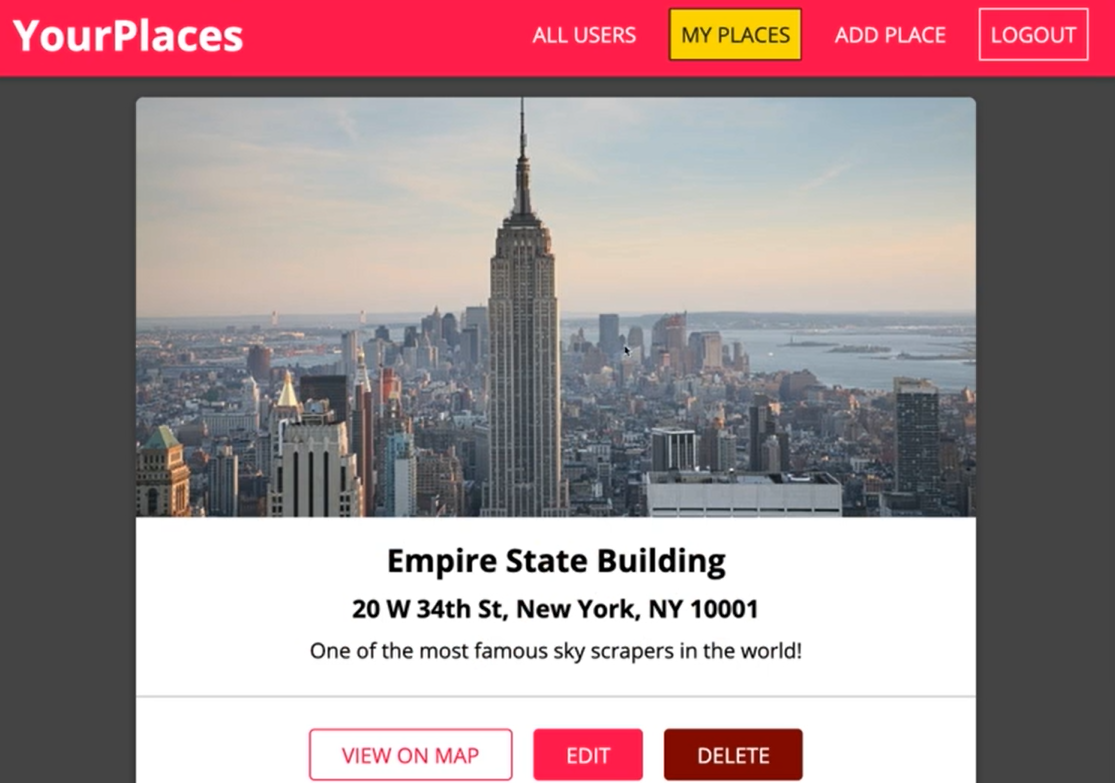 YourPlaces
ALL USERS MY PLACES ADD PLACE LOGOUT
Empire State Building
20 W 34th St, New York, NY 10001
One of the most famous sky scrapers in the world!
VIEW ON MAP EDIT DELETE